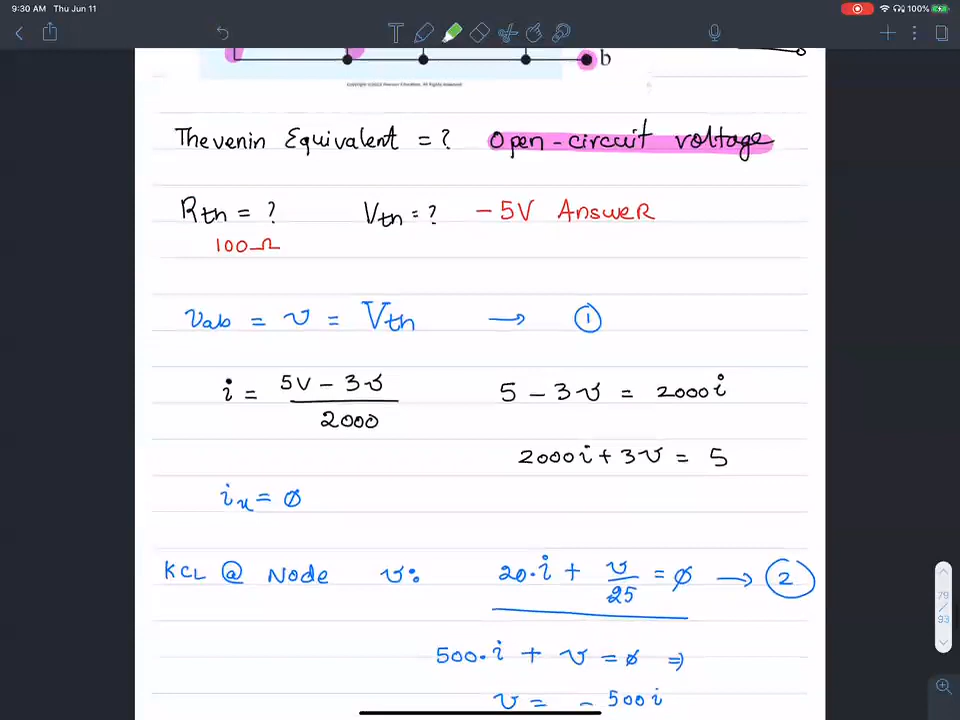 9:30 AM Thu Jun 11
100%
b
Thevenin Equivalent = ? Open-circuit voltage
Rth = ? Vth = ? -5V Answer
100Ω
vab = v = Vth → ①
i = 5V - 3v / 2000 5 - 3v = 2000i
2000i + 3v = 5
ix = 0
KCL @ Node v: 20·i + v/25 = 0 → ②
500·i + v = 0 ⇒
v = - 500i
79 / 93